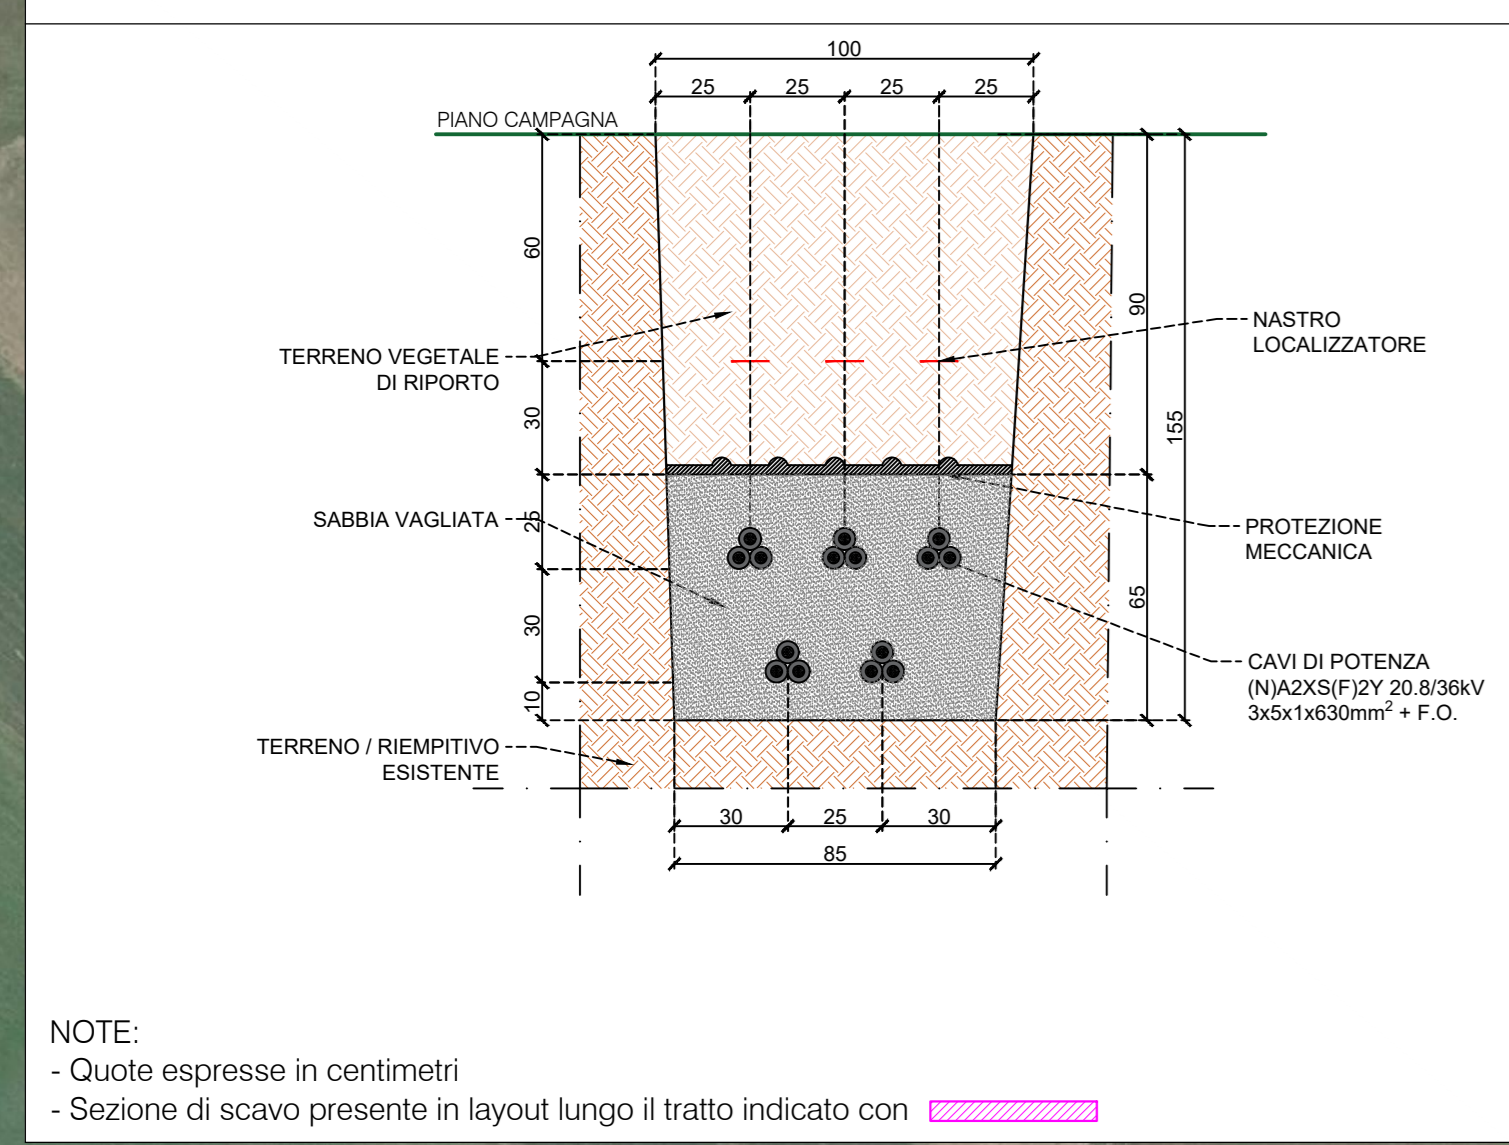 100
25 25 25 25
PIANO CAMPAGNA
60
90
NASTRO
LOCALIZZATORE
TERRENO VEGETALE
DI RIPORTO
30
155
SABBIA VAGLIATA
25
PROTEZIONE
MECCANICA
30
65
CAVI DI POTENZA
(N)A2XS(F)2Y 20.8/36kV
3x5x1x630mm² + F.O.
10
TERRENO / RIEMPITIVO
ESISTENTE
30 25 30
85
NOTE:
- Quote espresse in centimetri
- Sezione di scavo presente in layout lungo il tratto indicato con